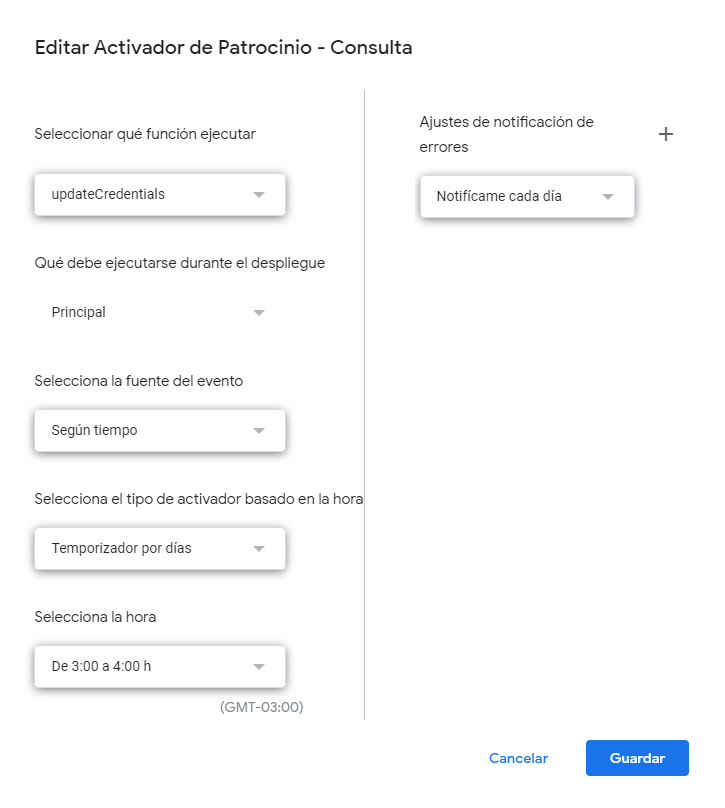 Editar Activador de Patrocinio - Consulta
Seleccionar qué función ejecutar
updateCredentials
Qué debe ejecutarse durante el despliegue
Principal
Selecciona la fuente del evento
Según tiempo
Selecciona el tipo de activador basado en la hora
Temporizador por días
Selecciona la hora
De 3:00 a 4:00 h
(GMT-03:00)
Ajustes de notificación de
errores
Notifícame cada día
Cancelar
Guardar